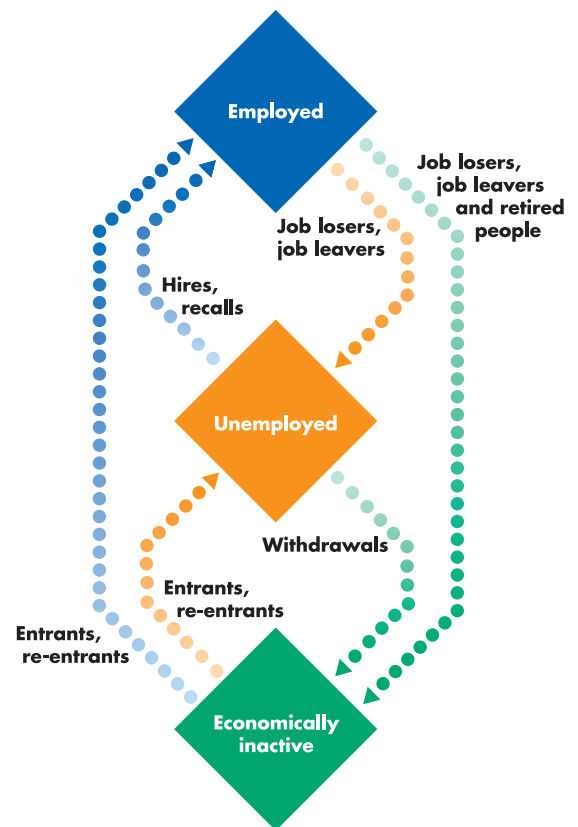 Employed
Job losers,
job leavers
and retired
people
Job losers,
job leavers
Hires,
recalls
Unemployed
Withdrawals
Entrants,
re-entrants
Entrants,
re-entrants
Economically
inactive